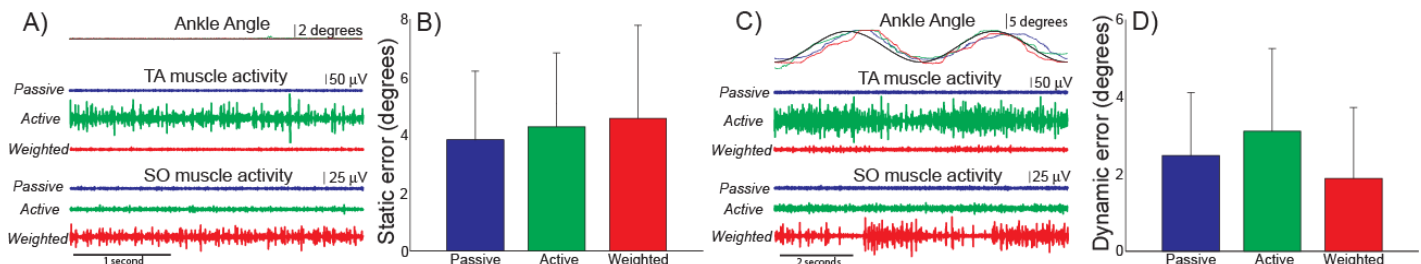 A)
Ankle Angle
2 degrees
TA muscle activity
50 µV
Passive
Active
Weighted
SO muscle activity
25 µV
Passive
Active
Weighted
1 second
B)
Static error (degrees)
8
6
4
2
0
Passive
Active
Weighted
C)
Ankle Angle
5 degrees
TA muscle activity
50 µV
Passive
Active
Weighted
SO muscle activity
25 µV
Passive
Active
Weighted
2 seconds
D)
Dynamic error (degrees)
6
4
2
0
Passive
Active
Weighted